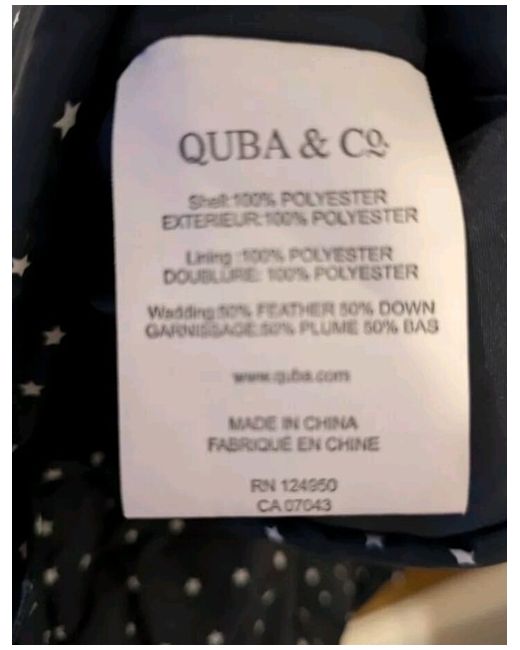 QUBA & CO.
Shell:100% POLYESTER
EXTERIEUR:100% POLYESTER
Lining :100% POLYESTER
DOUBLURE: 100% POLYESTER
Wadding:50% FEATHER 50% DOWN
GARNISSAGE:50% PLUME 50% BAS
www.quba.com
MADE IN CHINA
FABRIQUE EN CHINE
RN 124950
CA 07043